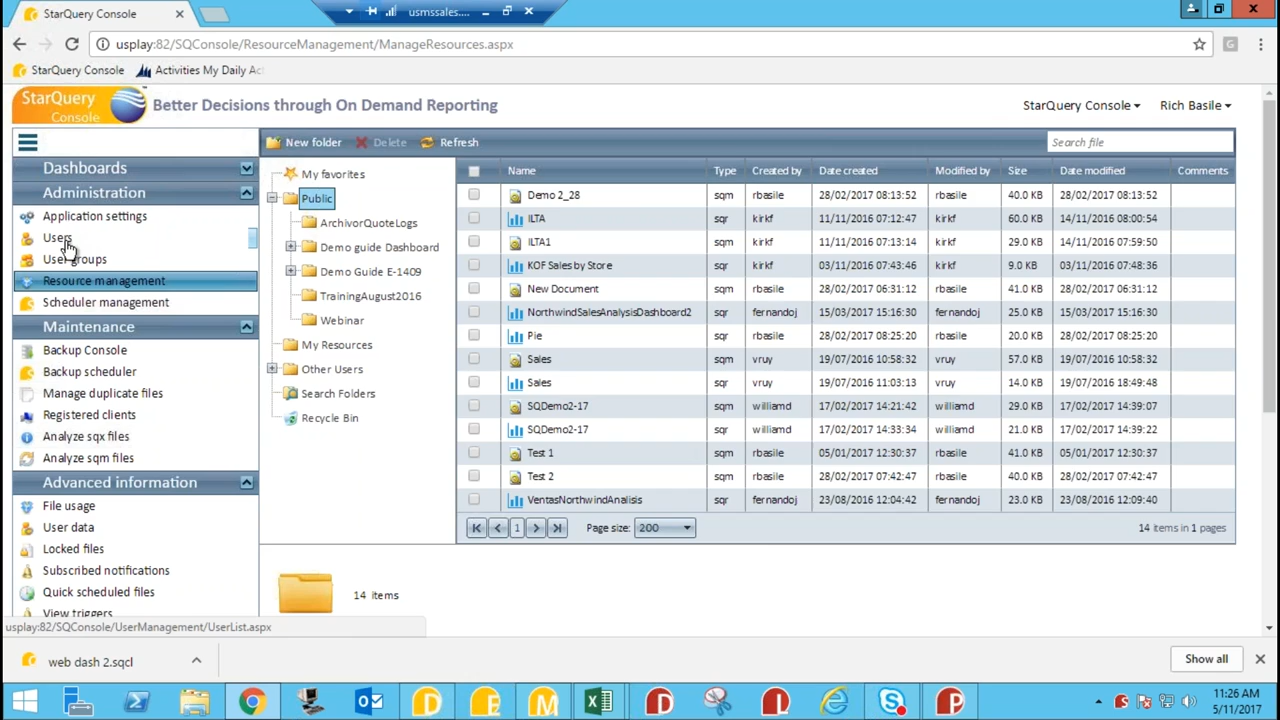 StarQuery Console
usmssales....
usplay:82/SQConsole/ResourceManagement/ManageResources.aspx
StarQuery Console
Activities My Daily Act
StarQuery
Console
Better Decisions through On Demand Reporting
StarQuery Console
Rich Basile
New folder
Delete
Refresh
Search file
Dashboards
Administration
Application settings
Users
User groups
Resource management
Scheduler management
Maintenance
Backup Console
Backup scheduler
Manage duplicate files
Registered clients
Analyze sqx files
Analyze sqm files
Advanced information
File usage
User data
Locked files
Subscribed notifications
Quick scheduled files
View triggers
My favorites
Public
ArchivorQuoteLogs
Demo guide Dashboard
Demo Guide E-1409
TrainingAugust2016
Webinar
My Resources
Other Users
Search Folders
Recycle Bin
Name Type Created by Date created Modified by Size Date modified Comments
Demo 2_28 sqm rbasile 28/02/2017 08:13:52 rbasile 40.0 KB 28/02/2017 08:13:52
ILTA sqr kirkf 11/11/2016 07:12:47 kirkf 60.0 KB 14/11/2016 08:00:54
ILTA1 sqm kirkf 11/11/2016 07:13:14 kirkf 29.0 KB 14/11/2016 07:59:50
KOF Sales by Store sqr kirkf 03/11/2016 07:43:46 kirkf 9.0 KB 03/11/2016 07:48:36
New Document sqm rbasile 28/02/2017 06:31:12 rbasile 41.0 KB 28/02/2017 06:31:12
NorthwindSalesAnalysisDashboard2 sqr fernandoj 15/03/2017 15:16:30 fernandoj 25.0 KB 15/03/2017 15:16:30
Pie sqr rbasile 28/02/2017 08:25:20 rbasile 20.0 KB 28/02/2017 08:25:20
Sales sqm vruy 19/07/2016 10:58:32 vruy 57.0 KB 19/07/2016 10:58:32
Sales sqr vruy 19/07/2016 11:03:13 vruy 14.0 KB 19/07/2016 18:49:48
SQDemo2-17 sqm williamd 17/02/2017 14:21:42 williamd 29.0 KB 17/02/2017 14:39:07
SQDemo2-17 sqr williamd 17/02/2017 14:33:34 williamd 21.0 KB 17/02/2017 14:39:22
Test 1 sqm rbasile 05/01/2017 12:30:37 rbasile 41.0 KB 05/01/2017 12:30:37
Test 2 sqm rbasile 28/02/2017 07:42:47 rbasile 40.0 KB 28/02/2017 07:42:47
VentasNorthwindAnalisis sqr fernandoj 23/08/2016 12:04:42 fernandoj 23.0 KB 23/08/2016 12:09:40
1
Page size: 200
14 items in 1 pages
14 items
usplay:82/SQConsole/UserManagement/UserList.aspx
web dash 2.sqcl
Show all
11:26 AM
5/11/2017